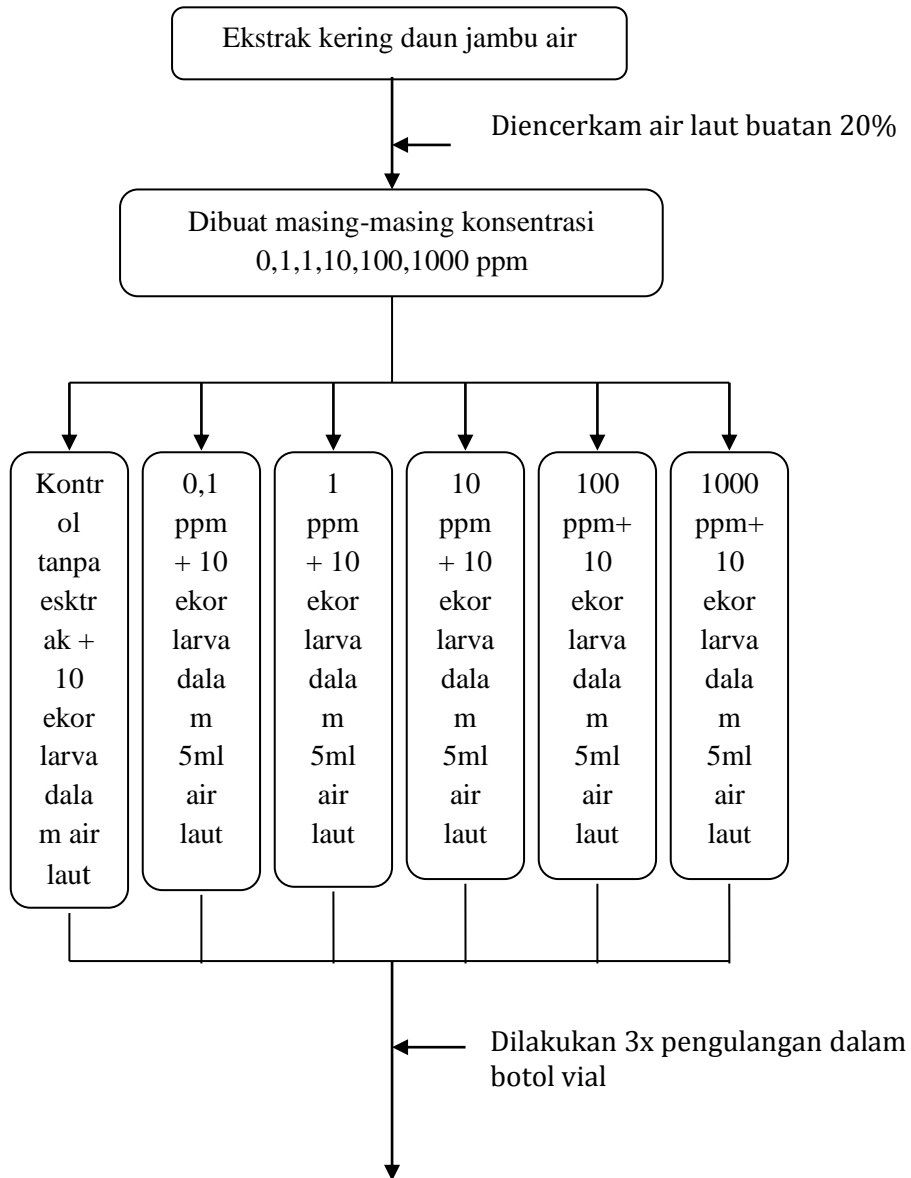 Ekstrak kering daun jambu air
Diencerkam air laut buatan 20%
Dibuat masing-masing konsentrasi
0,1,1,10,100,1000 ppm
Kontr
ol
tanpa
esktr
ak +
10
ekor
larva
dala
m air
laut
0,1
ppm
+ 10
ekor
larva
dala
m
5ml
air
laut
1
ppm
+ 10
ekor
larva
dala
m
5ml
air
laut
10
ppm
+ 10
ekor
larva
dala
m
5ml
air
laut
100
ppm+
10
ekor
larva
dala
m
5ml
air
laut
1000
ppm+
10
ekor
larva
dala
m
5ml
air
laut
Dilakukan 3x pengulangan dalam
botol vial